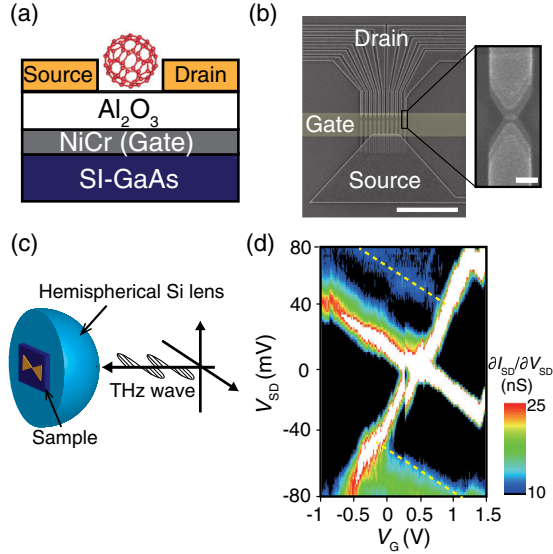 (a)
Source
Drain
Al2O3
NiCr (Gate)
SI-GaAs
(b)
Drain
Gate
Source
(c)
Hemispherical Si lens
THz wave
Sample
(d)
80
40
0
-40
-80
VSD (mV)
-1
-0.5
0
0.5
1
1.5
VG (V)
∂ISD/∂VSD
(nS)
25
10